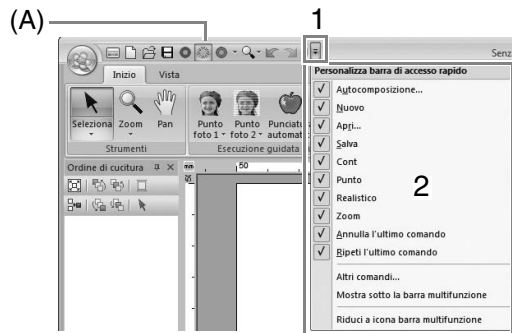 (A)
1
Senz
Inizio Vista
Seleziona Zoom Pan
Punto foto 1 Punto foto 2 Punciatu automat
Strumenti
Esecuzione guidata
Ordine di cucitura
mm 50
Personalizza barra di accesso rapido
Autocomposizione...
Nuovo
Apri...
Salva
Cont
Punto
Realistico
Zoom
Annulla l'ultimo comando
Ripeti l'ultimo comando
2
Altri comandi...
Mostra sotto la barra multifunzione
Riduci a icona barra multifunzione